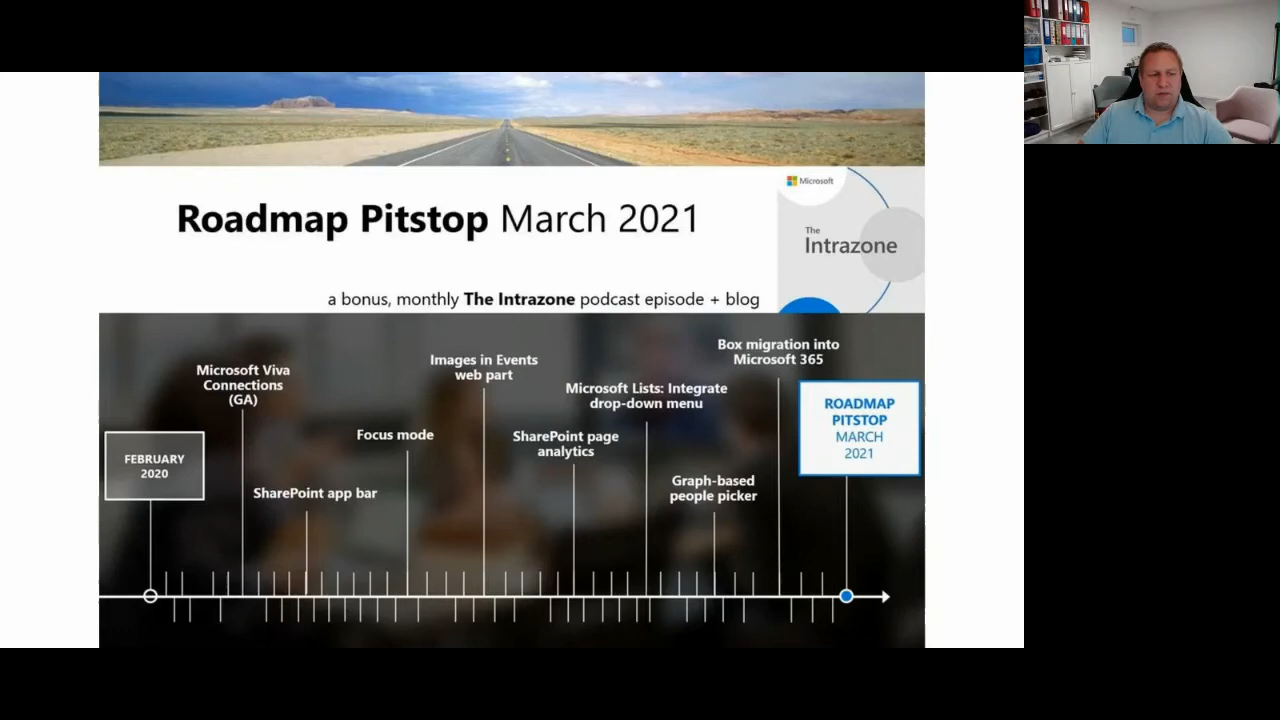 Roadmap Pitstop March 2021
Microsoft
The
Intrazone
a bonus, monthly The Intrazone podcast episode + blog
FEBRUARY
2020
Microsoft Viva
Connections
(GA)
SharePoint app bar
Focus mode
Images in Events
web part
SharePoint page
analytics
Microsoft Lists: Integrate
drop-down menu
Graph-based
people picker
Box migration into
Microsoft 365
ROADMAP
PITSTOP
MARCH
2021